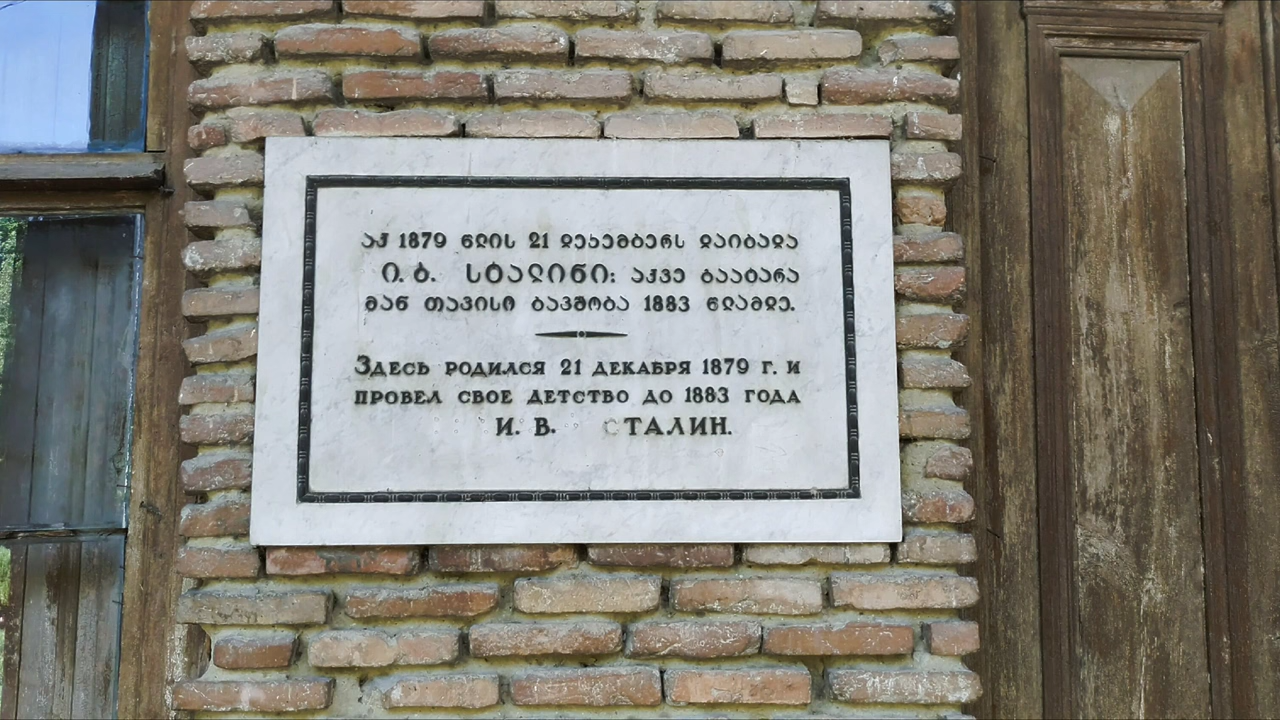 აქ 1879 წლის 21 დეკემბერს დაიბადა
ი. ბ. სტალინი: აქვე გაატარა
მან თავისი ბავშობა 1883 წლამდე.
Здесь родился 21 декабря 1879 г. и
провел свое детство до 1883 года
И. В. Сталин.